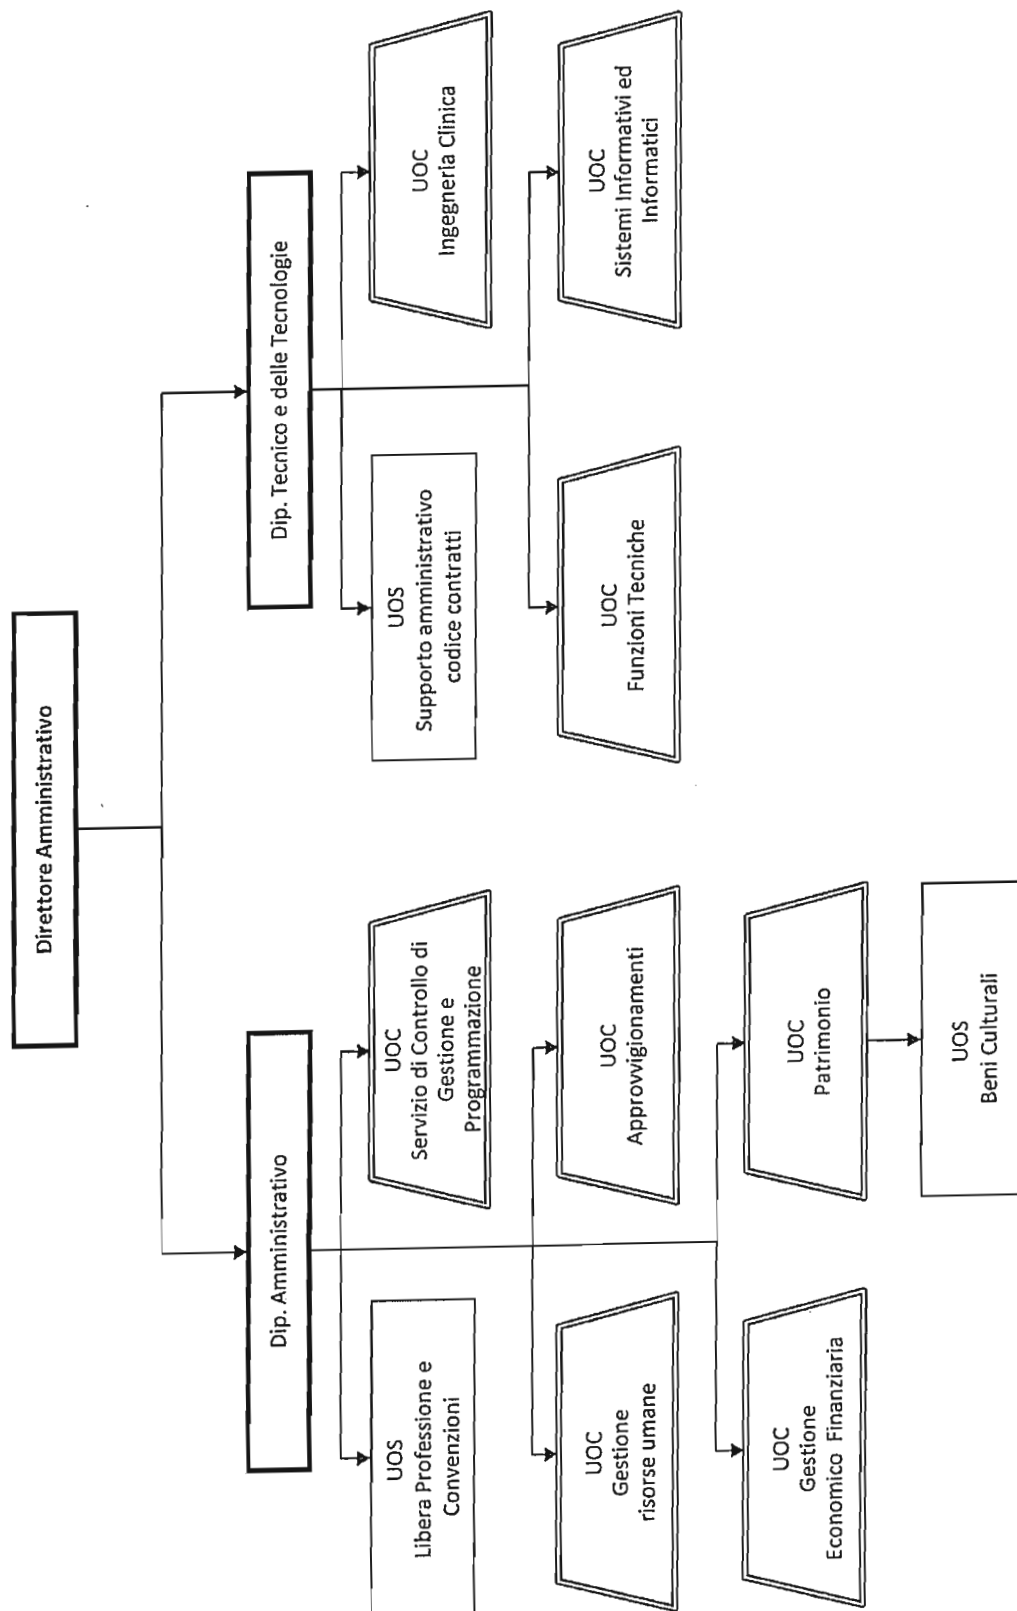 Direttore Amministrativo
Dip. Amministrativo
Dip. Tecnico e delle Tecnologie
UOS
Libera Professione e
Convenzioni
UOC
Servizio di Controllo di
Gestione e
Programmazione
UOS
Supporto amministrativo
codice contratti
UOC
Ingegneria Clinica
UOC
Gestione
risorse umane
UOC
Approvvigionamenti
UOC
Funzioni Tecniche
UOC
Sistemi Informativi ed
Informatici
UOC
Gestione
Economico Finanziaria
UOC
Patrimonio
UOS
Beni Culturali